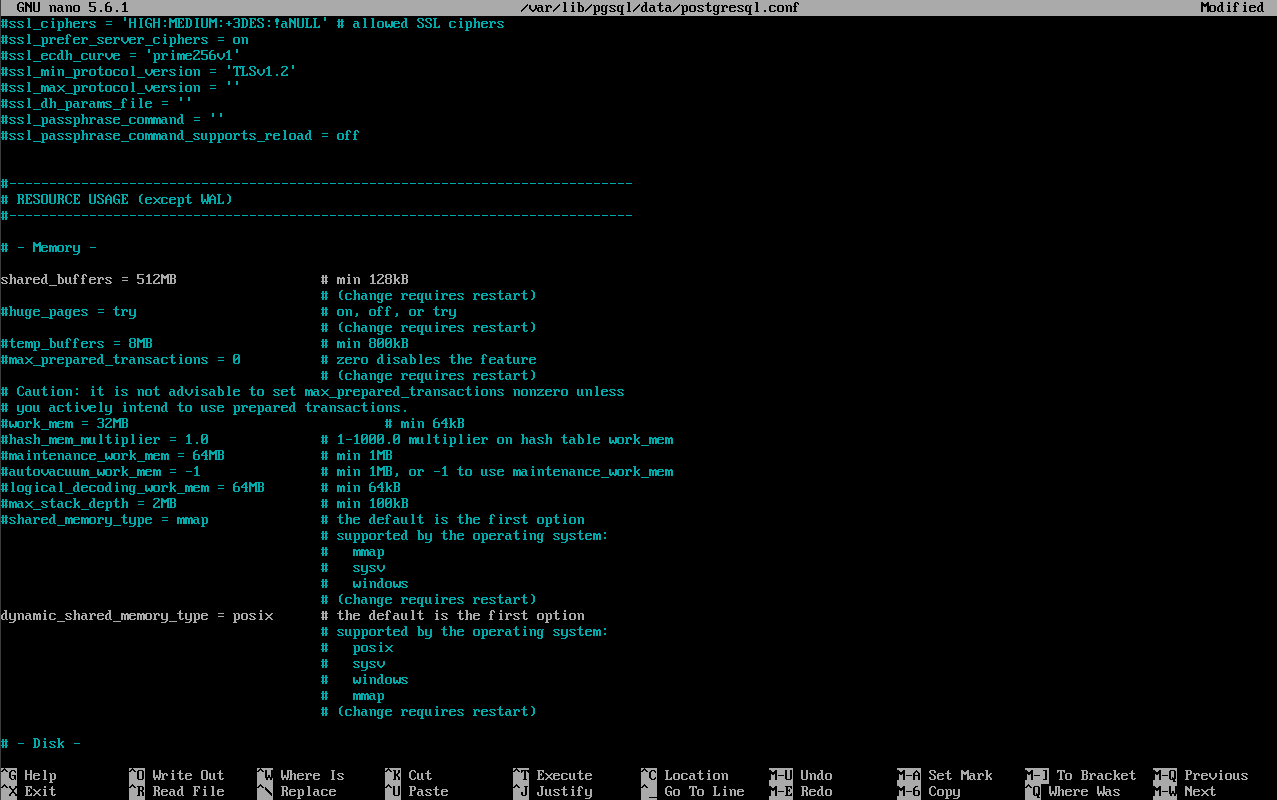 GNU nano 5.6.1 /var/lib/pgsql/data/postgresql.conf Modified
#ssl_ciphers = 'HIGH:MEDIUM:+3DES:!aNULL' # allowed SSL ciphers
#ssl_prefer_server_ciphers = on
#ssl_ecdh_curve = 'prime256v1'
#ssl_min_protocol_version = 'TLSv1.2'
#ssl_max_protocol_version = ''
#ssl_dh_params_file = ''
#ssl_passphrase_command = ''
#ssl_passphrase_command_supports_reload = off
#------------------------------------------------------------------------------
# RESOURCE USAGE (except WAL)
#------------------------------------------------------------------------------
# - Memory -
shared_buffers = 512MB # min 128kB
# (change requires restart)
#huge_pages = try # on, off, or try
# (change requires restart)
#temp_buffers = 8MB # min 800kB
#max_prepared_transactions = 0 # zero disables the feature
# (change requires restart)
# Caution: it is not advisable to set max_prepared_transactions nonzero unless
# you actively intend to use prepared transactions.
#work_mem = 32MB # min 64kB
#hash_mem_multiplier = 1.0 # 1-1000.0 multiplier on hash table work_mem
#maintenance_work_mem = 64MB # min 1MB
#autovacuum_work_mem = -1 # min 1MB, or -1 to use maintenance_work_mem
#logical_decoding_work_mem = 64MB # min 64kB
#max_stack_depth = 2MB # min 100kB
#shared_memory_type = mmap # the default is the first option
# supported by the operating system:
# mmap
# sysv
# windows
# (change requires restart)
dynamic_shared_memory_type = posix # the default is the first option
# supported by the operating system:
# posix
# sysv
# windows
# mmap
# (change requires restart)
# - Disk -
^G Help ^O Write Out ^W Where Is ^K Cut ^T Execute ^C Location M-U Undo M-A Set Mark M-] To Bracket M-Q Previous
^X Exit ^R Read File ^\ Replace ^U Paste ^J Justify ^_ Go To Line M-E Redo M-6 Copy ^Q Where Was M-W Next